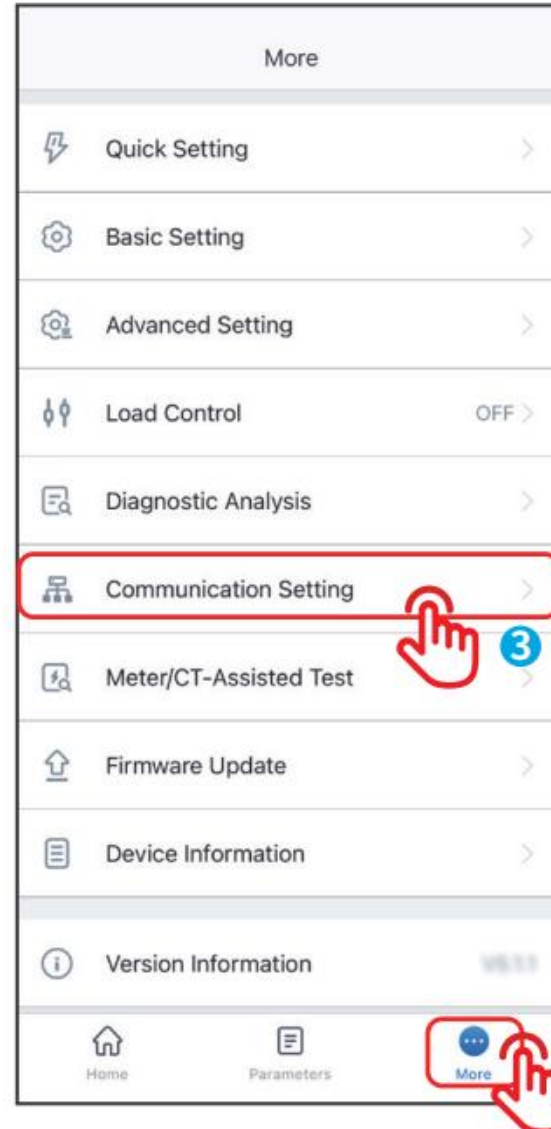 More
Quick Setting
Basic Setting
Advanced Setting
Load Control OFF
Diagnostic Analysis
Communication Setting
3
Meter/CT-Assisted Test
Firmware Update
Device Information
Version Information
Home Parameters More